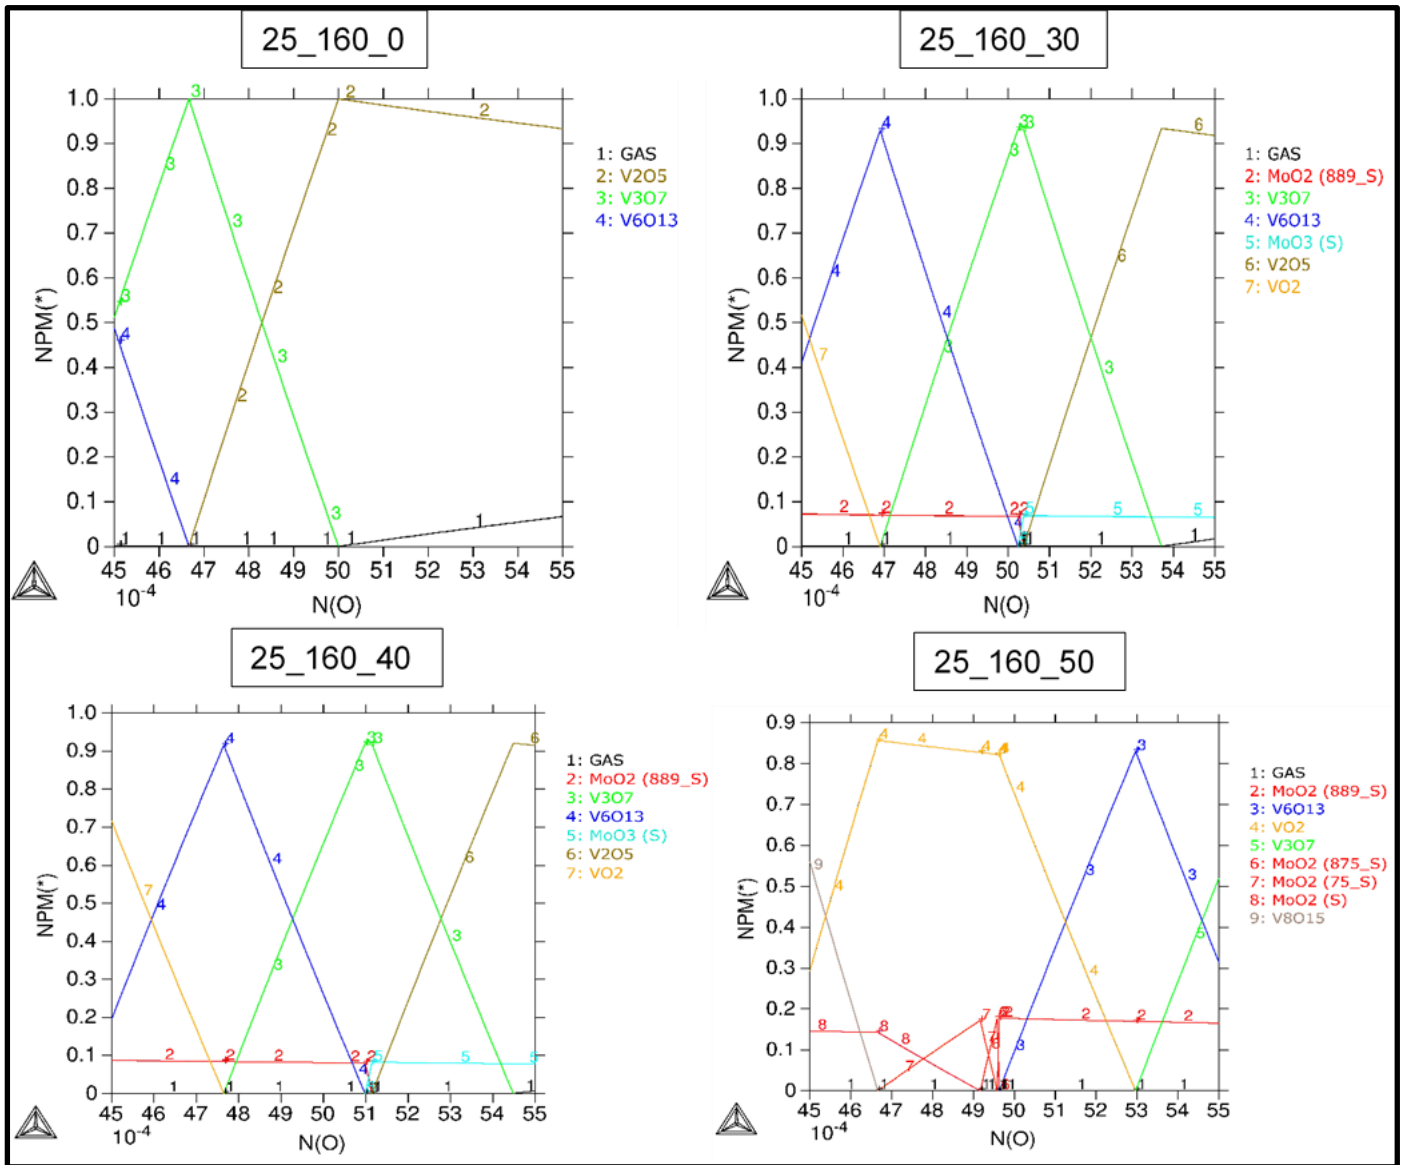 25_160_0
1.0
0.9
0.8
0.7
0.6
0.5
0.4
0.3
0.2
0.1
0
NPM(*)
45 46 47 48 49 50 51 52 53 54 55
10-4
N(O)
1: GAS
2: V2O5
3: V3O7
4: V6O13
25_160_30
1.0
0.9
0.8
0.7
0.6
0.5
0.4
0.3
0.2
0.1
0
NPM(*)
45 46 47 48 49 50 51 52 53 54 55
10-4
N(O)
1: GAS
2: MoO2 (889_S)
3: V3O7
4: V6O13
5: MoO3 (S)
6: V2O5
7: VO2
25_160_40
1.0
0.9
0.8
0.7
0.6
0.5
0.4
0.3
0.2
0.1
0
NPM(*)
45 46 47 48 49 50 51 52 53 54 55
10-4
N(O)
1: GAS
2: MoO2 (889_S)
3: V3O7
4: V6O13
5: MoO3 (S)
6: V2O5
7: VO2
25_160_50
0.9
0.8
0.7
0.6
0.5
0.4
0.3
0.2
0.1
0
NPM(*)
45 46 47 48 49 50 51 52 53 54 55
10-4
N(O)
1: GAS
2: MoO2 (889_S)
3: V6O13
4: VO2
5: V3O7
6: MoO2 (875_S)
7: MoO2 (75_S)
8: MoO2 (S)
9: V8O15